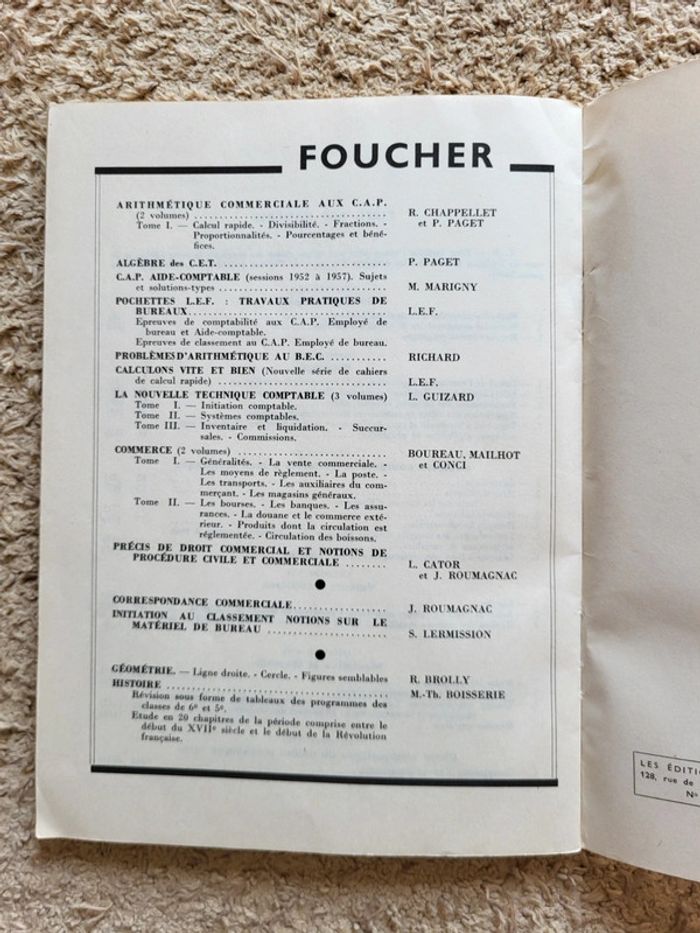 FOUCHER
ARITHMÉTIQUE COMMERCIALE AUX C.A.P.
(2 volumes) .......... R. CHAPPELLET
Tome I. — Calcul rapide. - Divisibilité. - Fractions. - et P. PAGET
Proportionnalités. - Pourcentages et béné-
fices.
ALGÈBRE des C.E.T. .......... P. PAGET
C.A.P. AIDE-COMPTABLE (sessions 1952 à 1957). Sujets
et solutions-types .......... M. MARIGNY
POCHETTES L.E.F. : TRAVAUX PRATIQUES DE
BUREAUX .......... L.E.F.
Epreuves de comptabilité aux C.A.P. Employé de
bureau et Aide-comptable.
Epreuves de classement au C.A.P. Employé de bureau.
PROBLÈMES D'ARITHMÉTIQUE AU B.E.C. .......... RICHARD
CALCULONS VITE ET BIEN (Nouvelle série de cahiers
de calcul rapide) .......... L.E.F.
LA NOUVELLE TECHNIQUE COMPTABLE (3 volumes) L. GUIZARD
Tome I. — Initiation comptable.
Tome II. — Systèmes comptables.
Tome III. — Inventaire et liquidation. - Succur-
sales. - Commissions.
COMMERCE (2 volumes) .......... BOUREAU, MAILHOT
Tome I. — Généralités. - La vente commerciale. - et CONCI
Les moyens de règlement. - La poste. -
Les transports. - Les auxiliaires du com-
merçant. - Les magasins généraux.
Tome II. — Les bourses. - Les banques. - Les assu-
rances. - La douane et le commerce exté-
rieur. - Produits dont la circulation est
réglementée. - Circulation des boissons.
PRÉCIS DE DROIT COMMERCIAL ET NOTIONS DE
PROCÉDURE CIVILE ET COMMERCIALE .......... L. CATOR
et J. ROUMAGNAC
CORRESPONDANCE COMMERCIALE .......... J. ROUMAGNAC
INITIATION AU CLASSEMENT NOTIONS SUR LE
MATÉRIEL DE BUREAU .......... S. LERMISSION
GÉOMÉTRIE. — Ligne droite. - Cercle. - Figures semblables R. BROLLY
HISTOIRE .......... M.-Th. BOISSERIE
Révision sous forme de tableaux des programmes des
classes de 6e et 5e.
Etude en 20 chapitres de la période comprise entre le
début du XVIIe siècle et le début de la Révolution
française.
LES ÉDITI
128, rue de
No